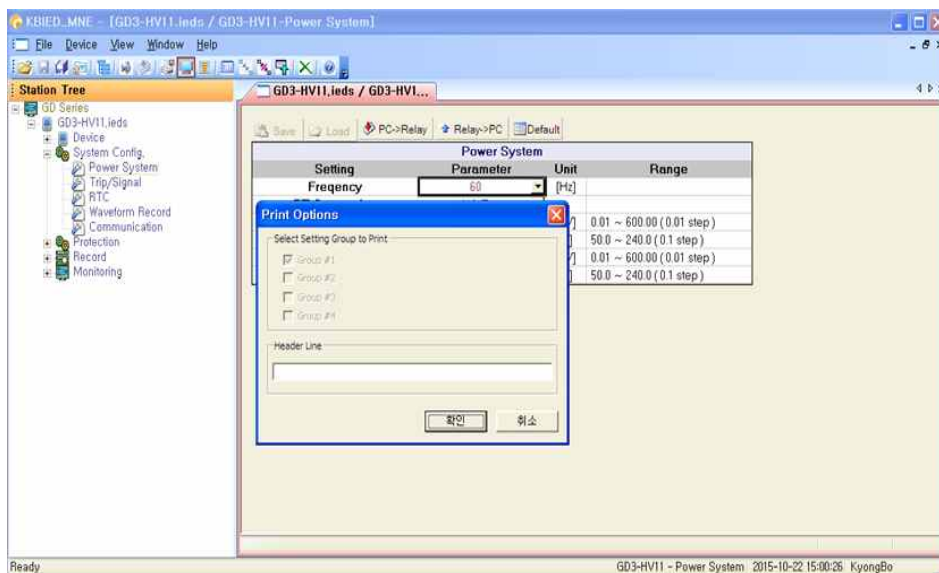 KBIED_MNE - [GD3-HV11.ieds / GD3-HV11-Power System]
File Device View Window Help
Station Tree
GD3-HV11.ieds / GD3-HV1...
GD Series
GD3-HV11.ieds
Device
System Config.
Power System
Trip/Signal
RTC
Waveform Record
Communication
Protection
Record
Monitoring
Save Load PC->Relay Relay->PC Default
Power System
Setting Parameter Unit Range
Freqency 60 [Hz]
0.01 ~ 600.00 ( 0.01 step )
50.0 ~ 240.0 ( 0.1 step )
0.01 ~ 600.00 ( 0.01 step )
50.0 ~ 240.0 ( 0.1 step )
Print Options
Select Setting Group to Print
Group #1
Group #2
Group #3
Group #4
Header Line
확인 취소
Ready GD3-HV11 - Power System 2015-10-22 15:00:26 KyongBo